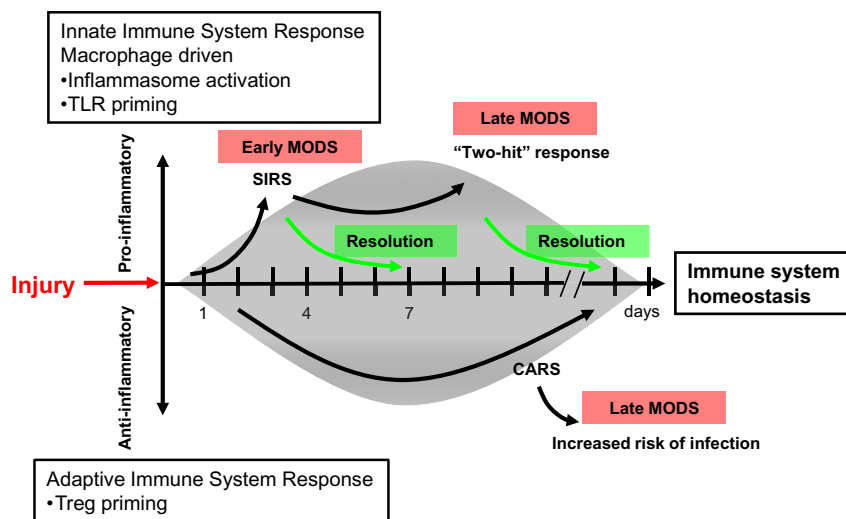 Innate Immune System Response
Macrophage driven
•Inflammasome activation
•TLR priming
Late MODS
Early MODS
“Two-hit” response
SIRS
Pro-inflammatory
Resolution
Resolution
Injury
Immune system
homeostasis
1
4
7
days
Anti-inflammatory
CARS
Late MODS
Increased risk of infection
Adaptive Immune System Response
•Treg priming